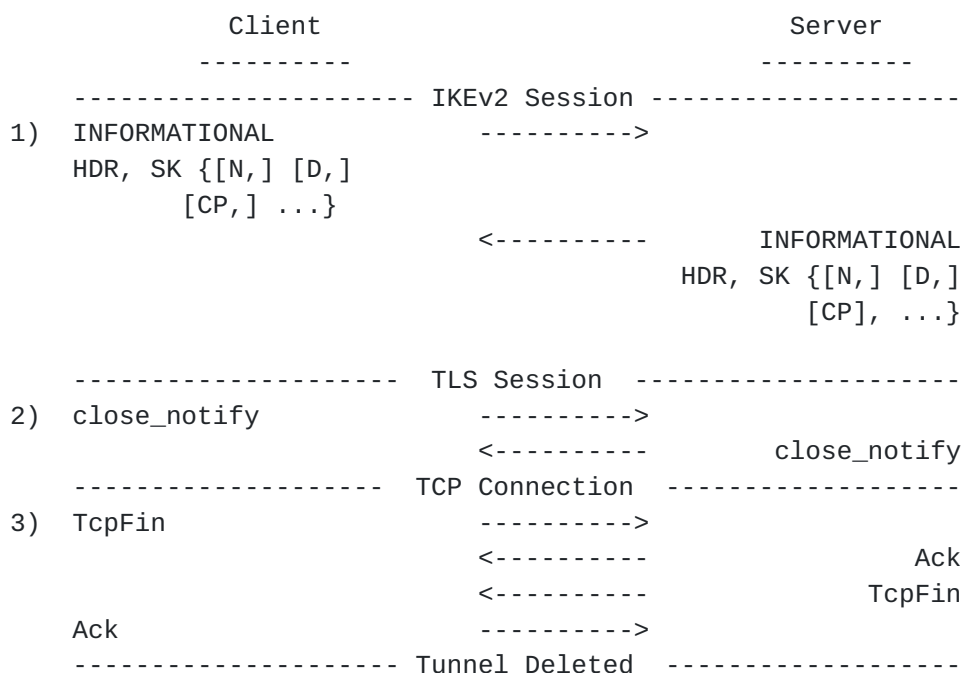 Client                              Server
            ----------                          ----------
    ---------------------- IKEv2 Session --------------------
1)  INFORMATIONAL             ---------->
    HDR, SK {[N,] [D,]
           [CP,] ...}
                              <----------       INFORMATIONAL
                                           HDR, SK {[N,] [D,]
                                                   [CP], ...}
    ---------------------  TLS Session  ---------------------
2)  close_notify              ---------->
                              <----------        close_notify
    --------------------  TCP Connection  -------------------
3)  TcpFin                    ---------->
                              <----------                 Ack
                              <----------              TcpFin
    Ack                       ---------->
    --------------------- Tunnel Deleted  -------------------